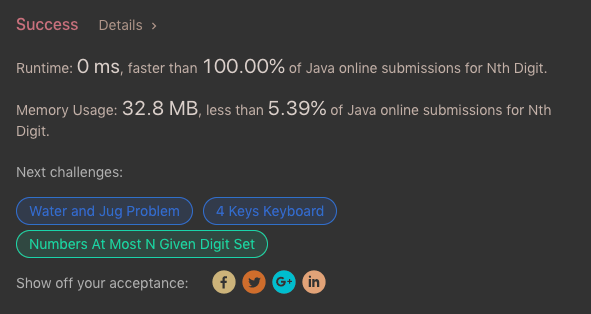 Success Details >
Runtime: 0 ms, faster than 100.00% of Java online submissions for Nth Digit.
Memory Usage: 32.8 MB, less than 5.39% of Java online submissions for Nth
Digit.
Next challenges:
Water and Jug Problem 4 Keys Keyboard
Numbers At Most N Given Digit Set
Show off your acceptance: f G+ in